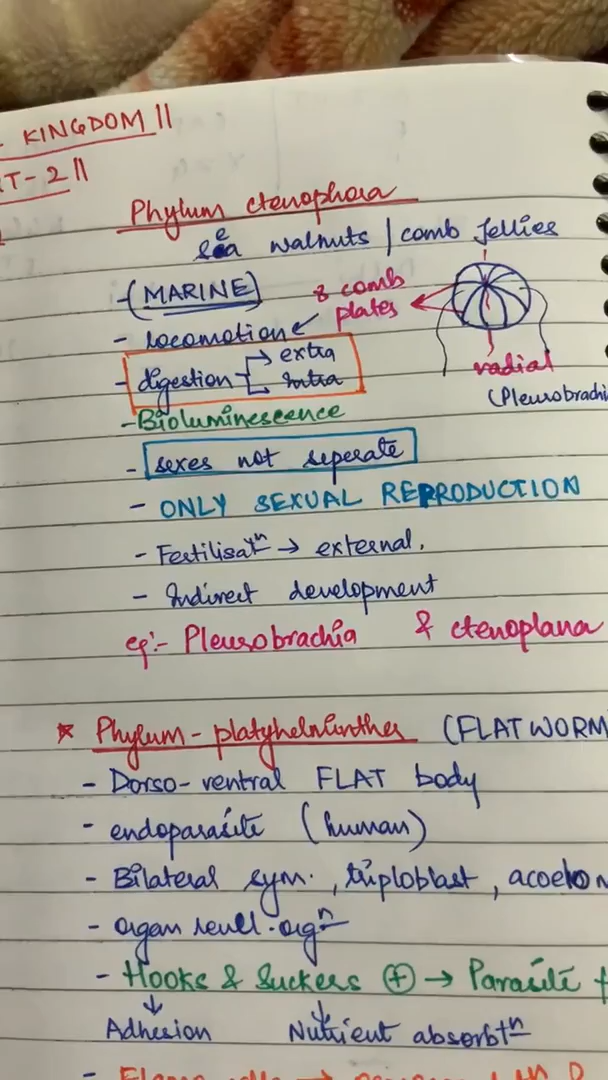 KINGDOM ||
T-2 ||
Phylum ctenophora
sea walnuts | comb Jellies
- (MARINE)
8 comb
plates
- locomotion
- digestion → extra
→ intra
radial
(Pleurobrachi
- Bioluminescence
- sexes not seperate
- ONLY SEXUAL REPRODUCTION
- Fertilisatⁿ → external.
- Indirect development
eg:- Pleurobrachia & ctenoplana
* Phylum - platyhelminthes (FLATWORM
- Dorso-ventral FLAT body
- endoparasite (human)
- Bilateral sym., triploblast, acoelom
- organ level. orgⁿ
- Hooks & Suckers ⊕ → Parasite
↓ ↓
Adhesion Nutrient absorbtⁿ